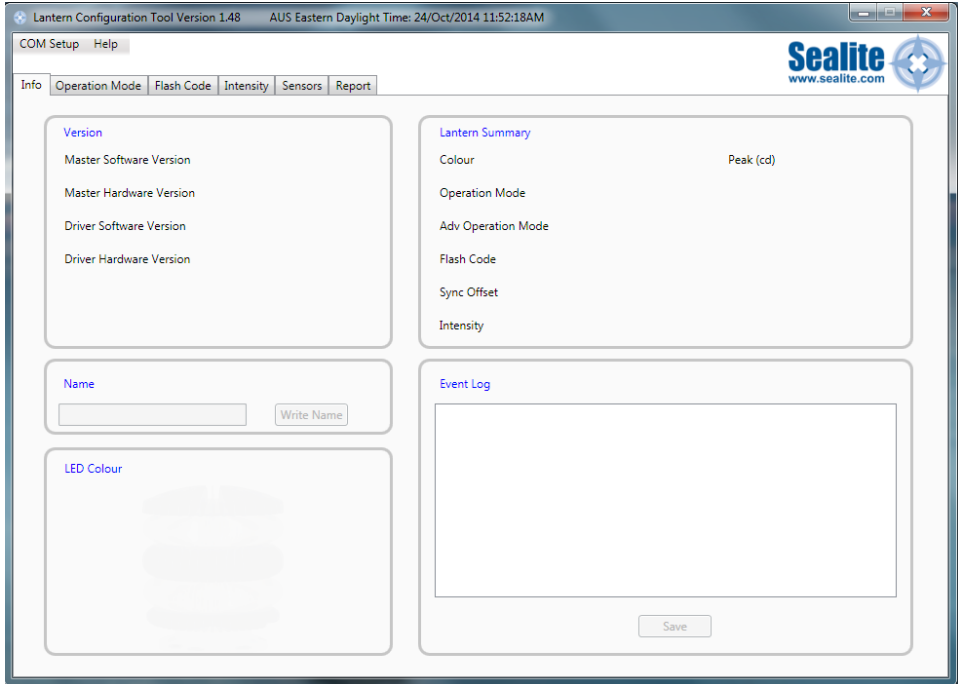 Lantern Configuration Tool Version 1.48 AUS Eastern Daylight Time: 24/Oct/2014 11:52:18AM
COM Setup Help
Sealite
www.sealite.com
Info Operation Mode Flash Code Intensity Sensors Report
Version
Master Software Version
Master Hardware Version
Driver Software Version
Driver Hardware Version
Lantern Summary
Colour Peak (cd)
Operation Mode
Adv Operation Mode
Flash Code
Sync Offset
Intensity
Name
Write Name
LED Colour
Event Log
Save